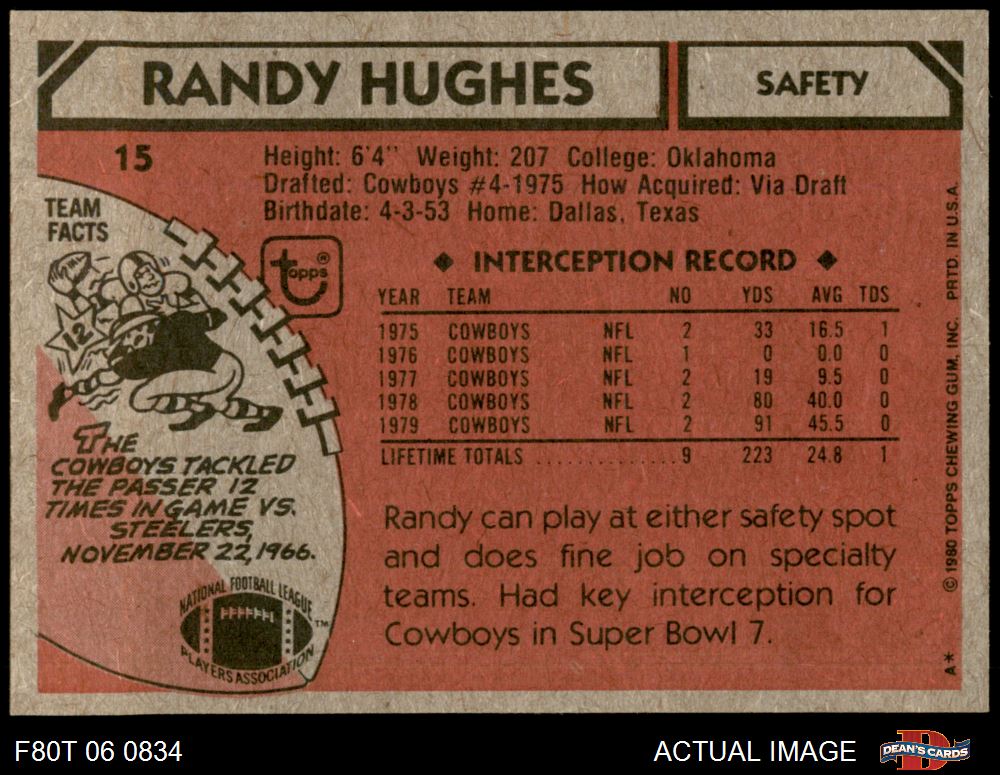 RANDY HUGHES
SAFETY
15
Height: 6'4" Weight: 207 College: Oklahoma
Drafted: Cowboys #4-1975 How Acquired: Via Draft
Birthdate: 4-3-53 Home: Dallas, Texas
TEAM
FACTS
12
THE
COWBOYS TACKLED
THE PASSER 12
TIMES IN GAME VS.
STEELERS,
NOVEMBER 22, 1966.
NATIONAL FOOTBALL LEAGUE
PLAYERS ASSOCIATION
TM
topps ®
◆ INTERCEPTION RECORD ◆
YEAR TEAM NO YDS AVG TDS
1975 COWBOYS NFL 2 33 16.5 1
1976 COWBOYS NFL 1 0 0.0 0
1977 COWBOYS NFL 2 19 9.5 0
1978 COWBOYS NFL 2 80 40.0 0
1979 COWBOYS NFL 2 91 45.5 0
LIFETIME TOTALS .............. 9 223 24.8 1
Randy can play at either safety spot
and does fine job on specialty
teams. Had key interception for
Cowboys in Super Bowl 7.
A* © 1980 TOPPS CHEWING GUM, INC. PRTD. IN U.S.A.
F80T 06 0834
ACTUAL IMAGE
D
DEAN'S CARDS